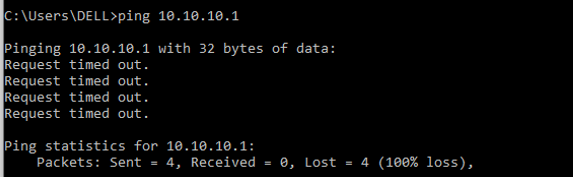 C:\Users\DELL>ping 10.10.10.1
Pinging 10.10.10.1 with 32 bytes of data:
Request timed out.
Request timed out.
Request timed out.
Request timed out.
Ping statistics for 10.10.10.1:
    Packets: Sent = 4, Received = 0, Lost = 4 (100% loss),